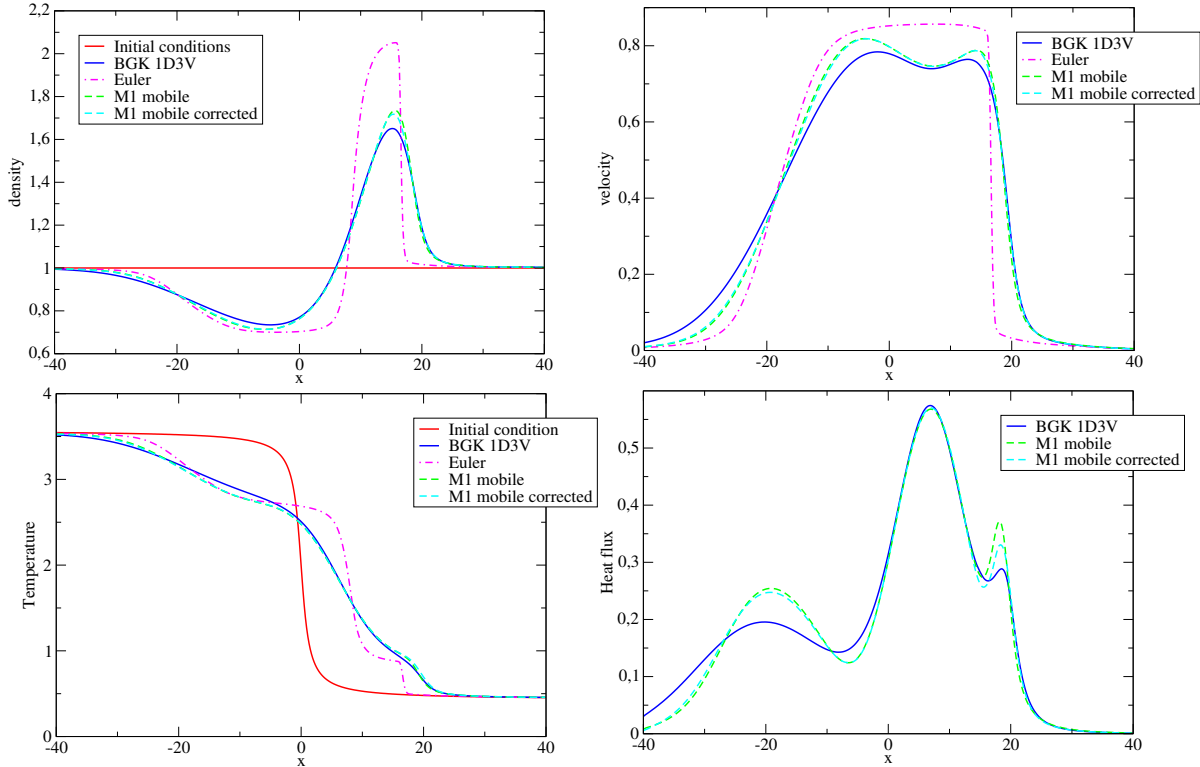 2,2
2
1,8
1,6
1,4
1,2
1
0,8
0,6
density
-40
-20
0
20
40
x
Initial conditions
BGK 1D3V
Euler
M1 mobile
M1 mobile corrected
0,8
0,6
0,4
0,2
0
velocity
-40
-20
0
20
40
x
BGK 1D3V
Euler
M1 mobile
M1 mobile corrected
4
3
2
1
0
Temperature
-40
-20
0
20
40
x
Initial condition
BGK 1D3V
Euler
M1 mobile
M1 mobile corrected
0,5
0,4
0,3
0,2
0,1
0
Heat flux
-40
-20
0
20
40
x
BGK 1D3V
M1 mobile
M1 mobile corrected